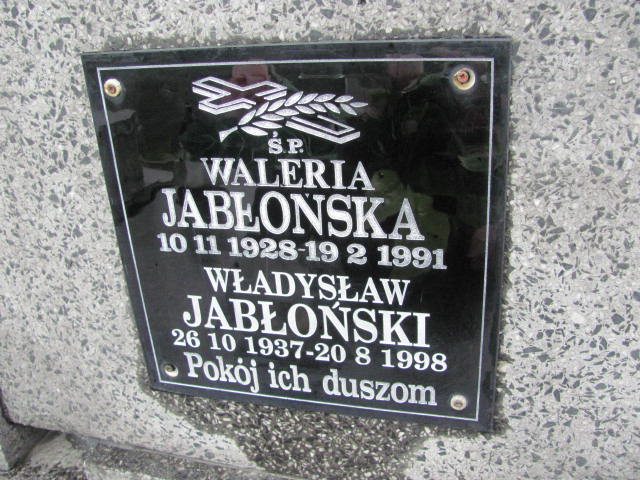 Ś.P.
WALERIA
JABŁONSKA
10 11 1928-19 2 1991
WŁADYSŁAW
JABŁOŃSKI
26 10 1937-20 8 1998
Pokój ich duszom